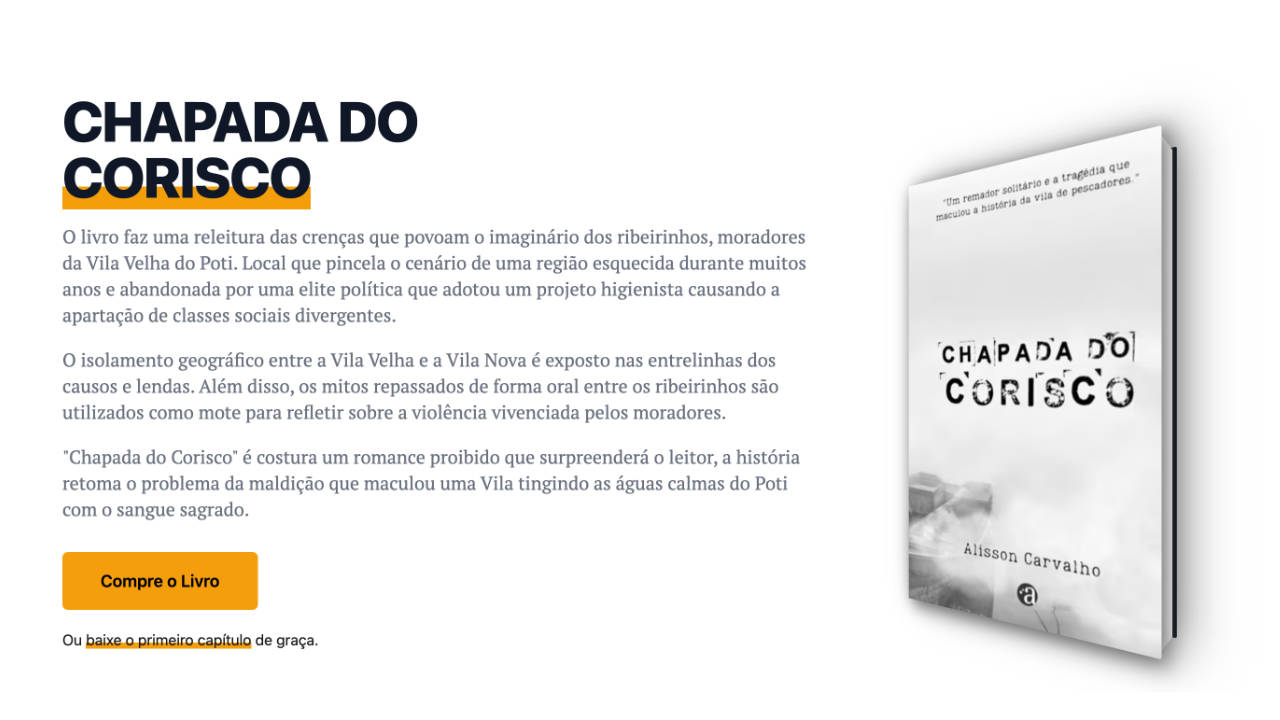 CHAPADA DO
CORISCO
O livro faz uma releitura das crenças que povoam o imaginário dos ribeirinhos, moradores
da Vila Velha do Poti. Local que pincela o cenário de uma região esquecida durante muitos
anos e abandonada por uma elite política que adotou um projeto higienista causando a
apartação de classes sociais divergentes.
O isolamento geográfico entre a Vila Velha e a Vila Nova é exposto nas entrelinhas dos
causos e lendas. Além disso, os mitos repassados de forma oral entre os ribeirinhos são
utilizados como mote para refletir sobre a violência vivenciada pelos moradores.
"Chapada do Corisco" é costura um romance proibido que surpreenderá o leitor, a história
retoma o problema da maldição que maculou uma Vila tingindo as águas calmas do Poti
com o sangue sagrado.
Compre o Livro
Ou baixe o primeiro capítulo de graça.
"Um remador solitário e a tragédia que
maculou a história da vila de pescadores."
CHAPADA DO
CORISCO
Alisson Carvalho
a